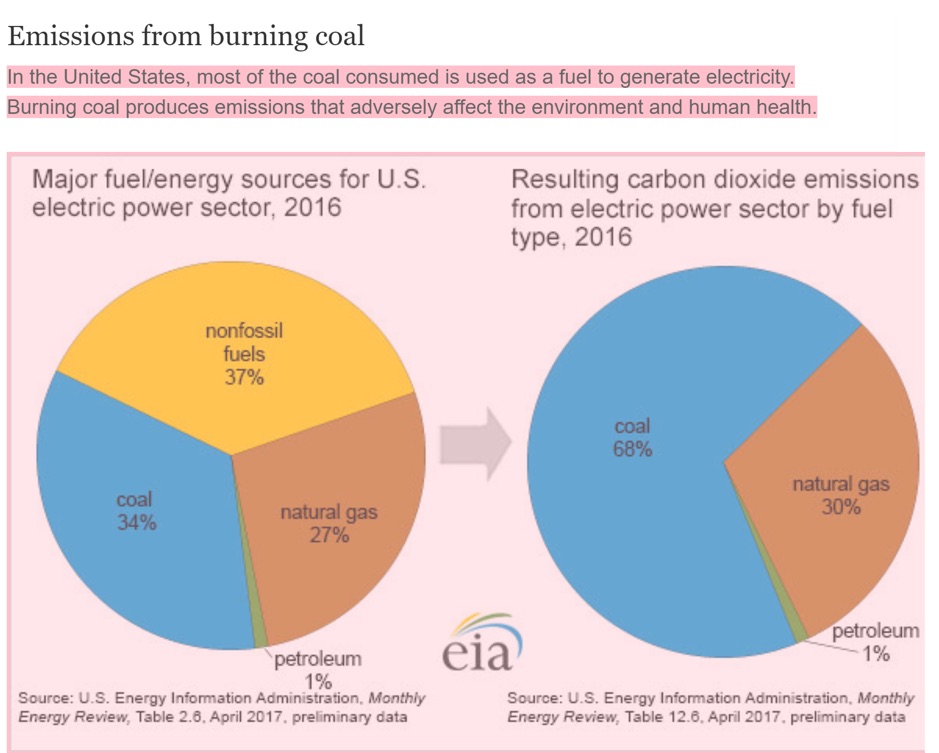 Emissions from burning coal
In the United States, most of the coal consumed is used as a fuel to generate electricity.
Burning coal produces emissions that adversely affect the environment and human health.
Major fuel/energy sources for U.S.
electric power sector, 2016
nonfossil
fuels
37%
coal
34%
natural gas
27%
petroleum
1%
Source: U.S. Energy Information Administration, Monthly
Energy Review, Table 2.6, April 2017, preliminary data
eia
Resulting carbon dioxide emissions
from electric power sector by fuel
type, 2016
coal
68%
natural gas
30%
petroleum
1%
Source: U.S. Energy Information Administration, Monthly
Energy Review, Table 12.6, April 2017, preliminary data